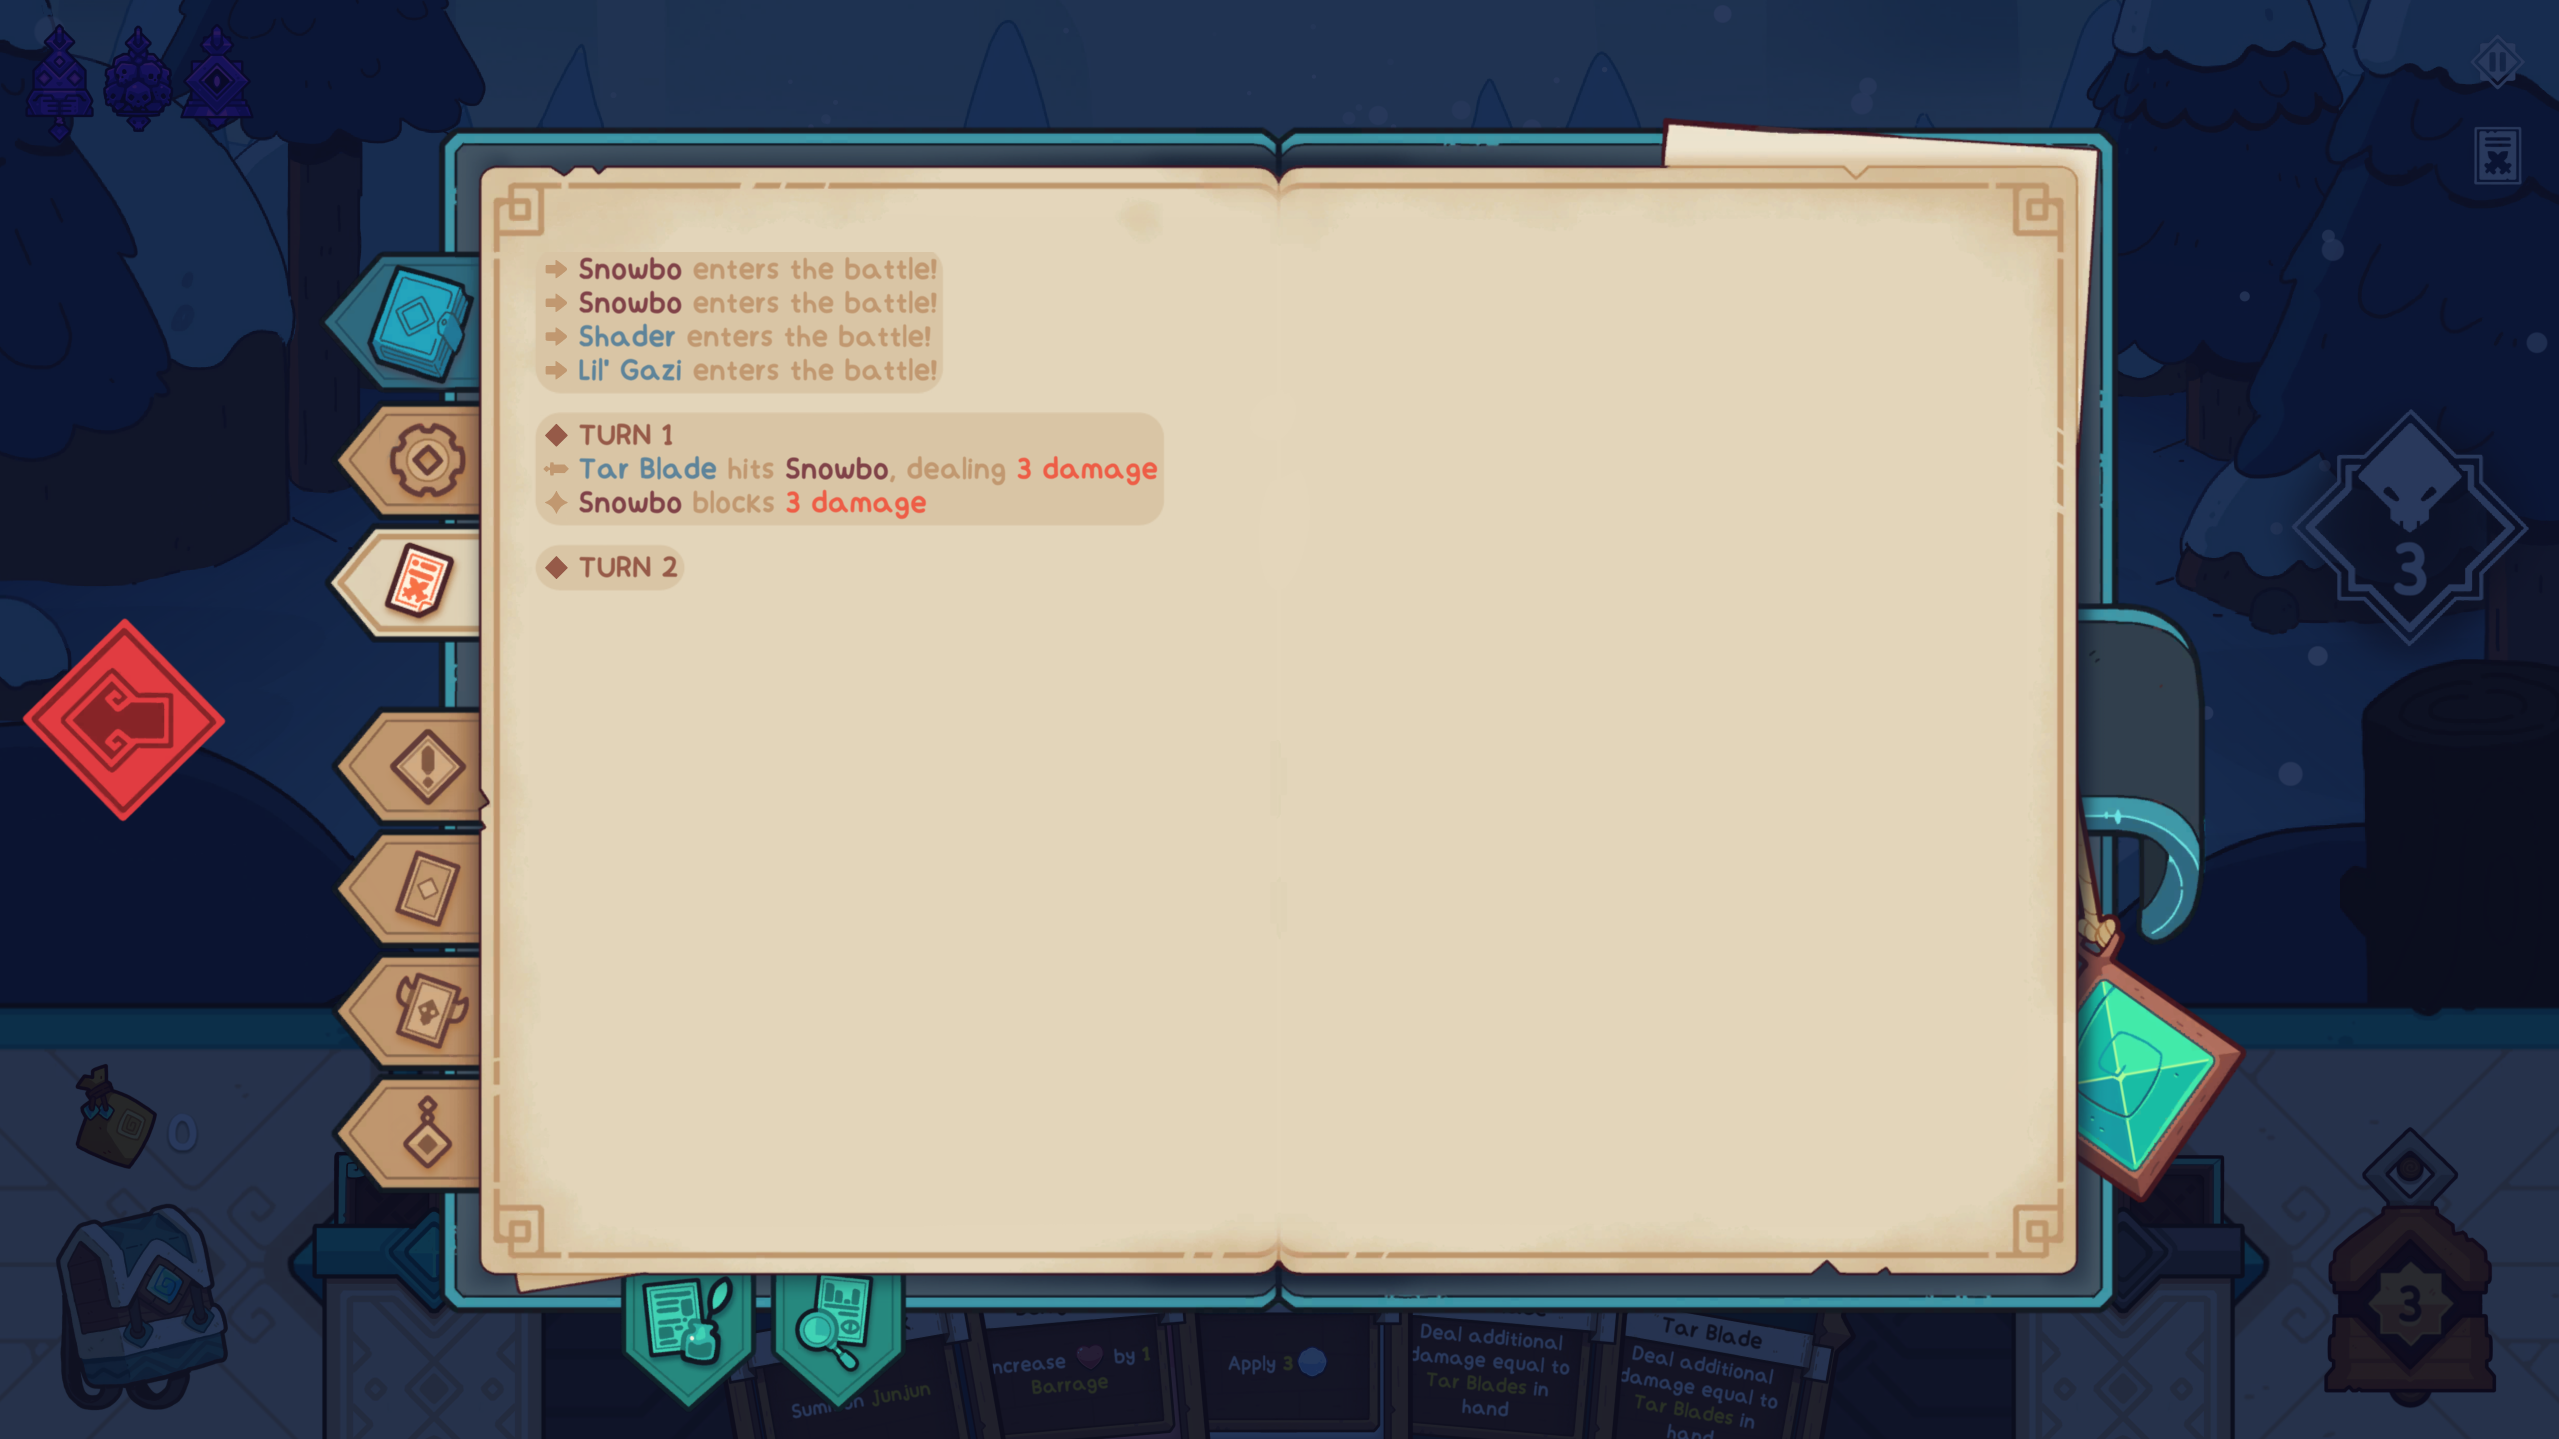 Snowbo enters the battle!
Snowbo enters the battle!
Shader enters the battle!
Lil' Gazi enters the battle!
TURN 1
Tar Blade hits Snowbo, dealing 3 damage
Snowbo blocks 3 damage
TURN 2
3
0
3
Summon Junjun
ncrease by 1
Barrage
Apply 3
Deal additional
damage equal to
Tar Blades in
hand
Tar Blade
Deal additional
damage equal to
Tar Blades in
hand